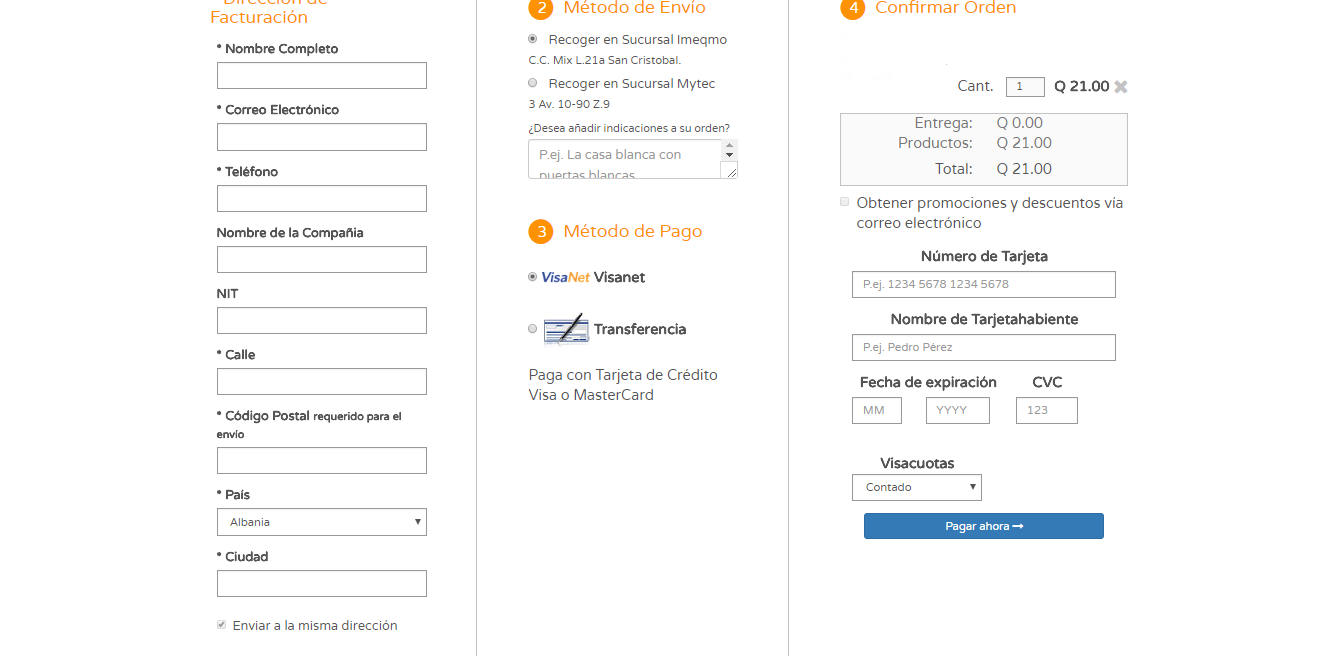 Dirección de
Facturación
* Nombre Completo
* Correo Electrónico
* Teléfono
Nombre de la Compañia
NIT
* Calle
* Código Postal requerido para el
envío
* País
Albania
* Ciudad
Enviar a la misma dirección
2 Método de Envío
Recoger en Sucursal Imeqmo
C.C. Mix L.21a San Cristobal.
Recoger en Sucursal Mytec
3 Av. 10-90 Z.9
¿Desea añadir indicaciones a su orden?
P.ej. La casa blanca con
puertas blancas
3 Método de Pago
VisaNet Visanet
Transferencia
Paga con Tarjeta de Crédito
Visa o MasterCard
4 Confirmar Orden
Cant. 1 Q 21.00
Entrega: Q 0.00
Productos: Q 21.00
Total: Q 21.00
Obtener promociones y descuentos vía
correo electrónico
Número de Tarjeta
P.ej. 1234 5678 1234 5678
Nombre de Tarjetahabiente
P.ej. Pedro Pérez
Fecha de expiración CVC
MM YYYY 123
Visacuotas
Contado
Pagar ahora